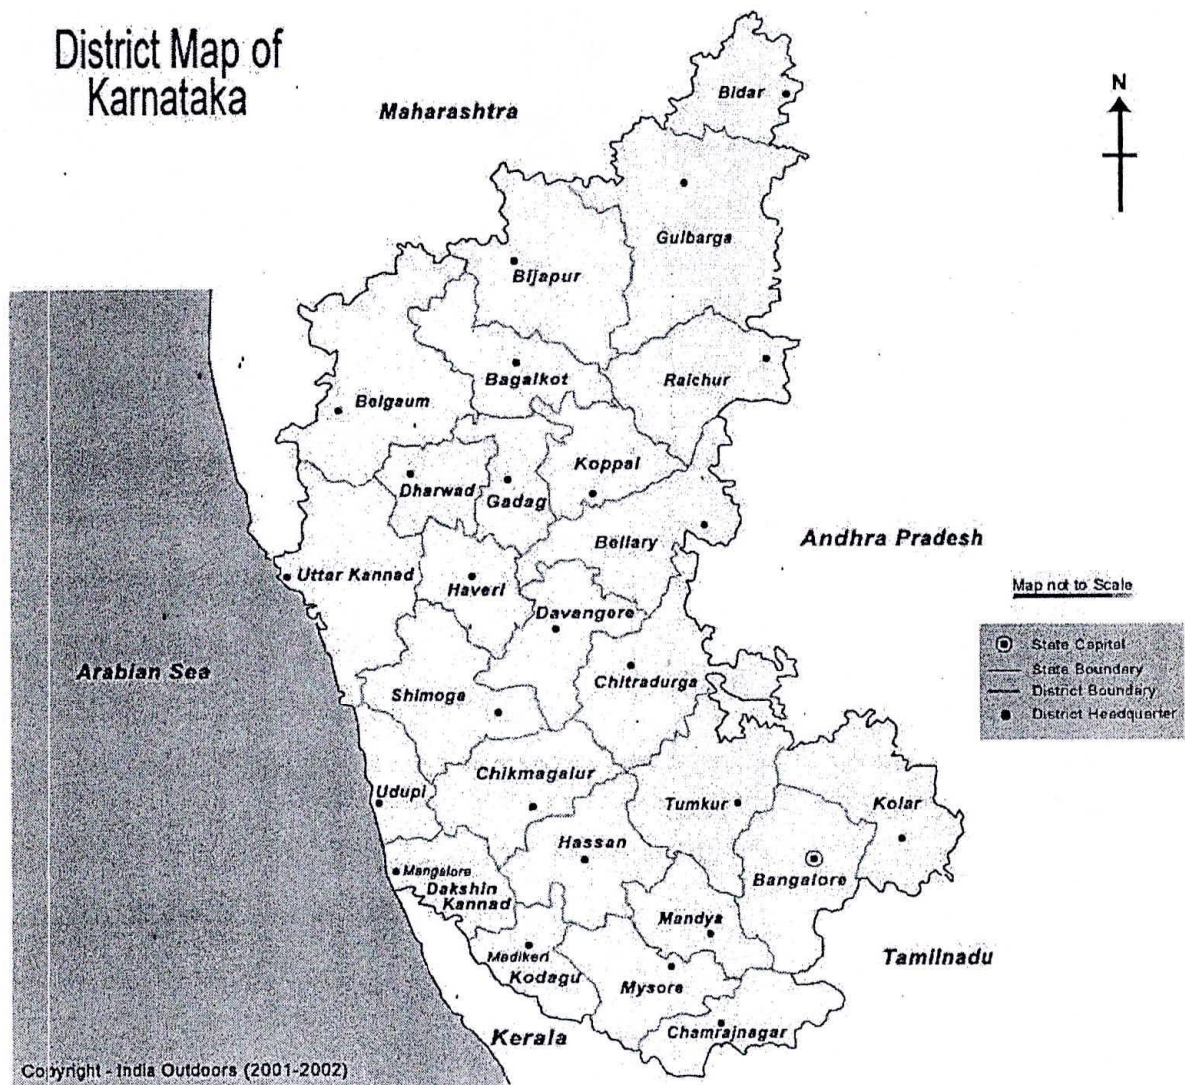 District Map of
Karnataka
Maharashtra
N
Bidar
Gulbarga
Bijapur
Bagalkot
Raichur
Belgaum
Koppal
Dharwad
Gadag
Bellary
Andhra Pradesh
Uttar Kannad
Haveri
Davangere
Map not to Scale
State Capital
State Boundary
District Boundary
District Headquarter
Arabian Sea
Shimoga
Chitradurga
Chikmagalur
Udupi
Tumkur
Kolar
Hassan
Mangalore
Dakshin
Kannad
Bangalore
Mandya
Madikeri
Kodagu
Mysore
Tamilnadu
Chamrajnagar
Kerala
Copyright - India Outdoors (2001-2002)